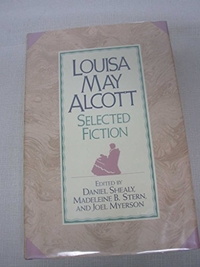 LOUISA
MAY
ALCOTT
SELECTED
FICTION
EDITED BY
DANIEL SHEALY,
MADELEINE B. STERN,
AND JOEL MYERSON